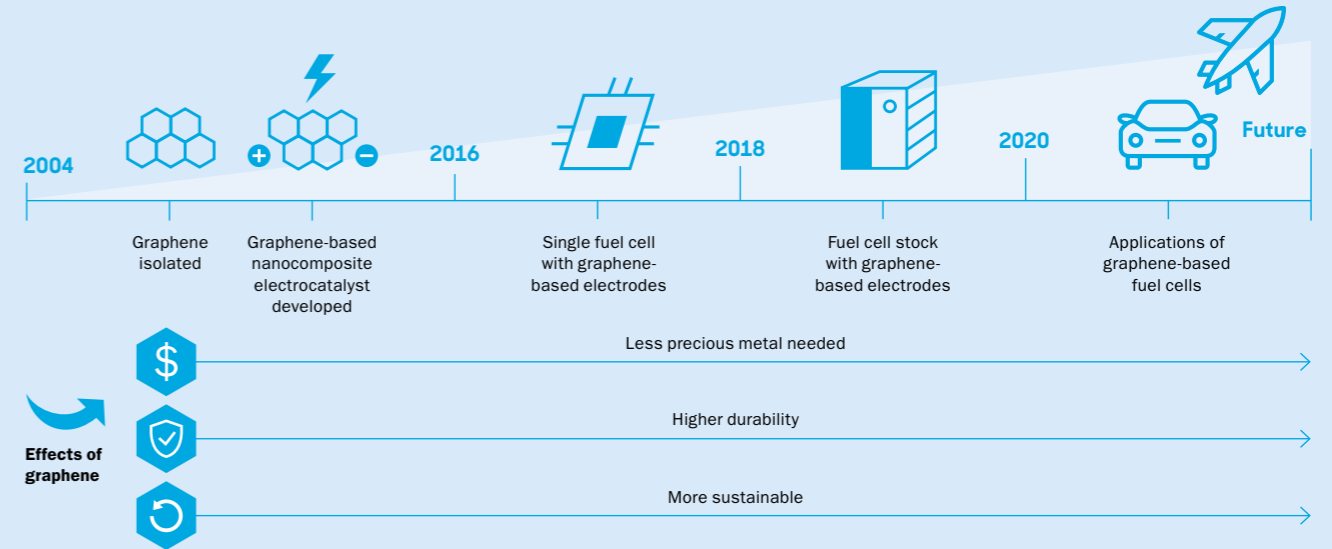 2004
2016
2018
2020
Future
Graphene
isolated
Graphene-based
nanocomposite
electrocatalyst
developed
Single fuel cell
with graphene-
based electrodes
Fuel cell stock
with graphene-
based electrodes
Applications of
graphene-based
fuel cells
Effects of
graphene
$
Less precious metal needed
Higher durability
More sustainable